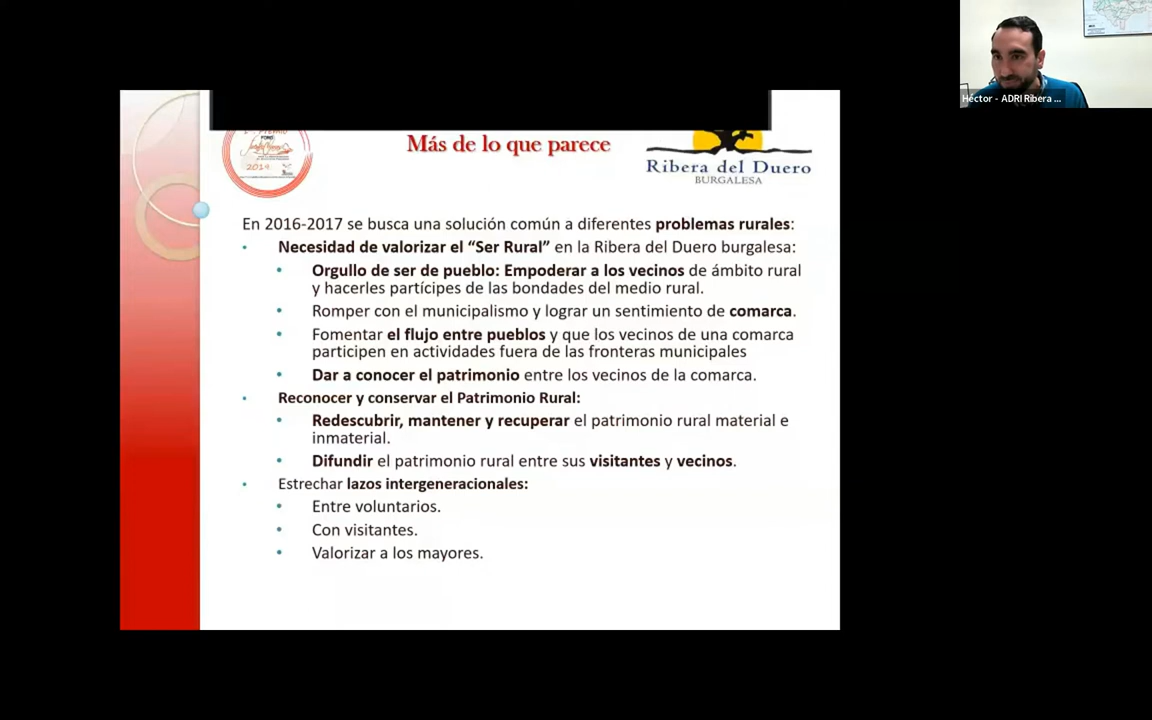 Héctor - ADRI Ribera ...
Más de lo que parece
FORO
2019
Ribera del Duero
BURGALESA
En 2016-2017 se busca una solución común a diferentes problemas rurales:
• Necesidad de valorizar el “Ser Rural” en la Ribera del Duero burgalesa:
• Orgullo de ser de pueblo: Empoderar a los vecinos de ámbito rural
y hacerles partícipes de las bondades del medio rural.
• Romper con el municipalismo y lograr un sentimiento de comarca.
• Fomentar el flujo entre pueblos y que los vecinos de una comarca
participen en actividades fuera de las fronteras municipales
• Dar a conocer el patrimonio entre los vecinos de la comarca.
• Reconocer y conservar el Patrimonio Rural:
• Redescubrir, mantener y recuperar el patrimonio rural material e
inmaterial.
• Difundir el patrimonio rural entre sus visitantes y vecinos.
• Estrechar lazos intergeneracionales:
• Entre voluntarios.
• Con visitantes.
• Valorizar a los mayores.